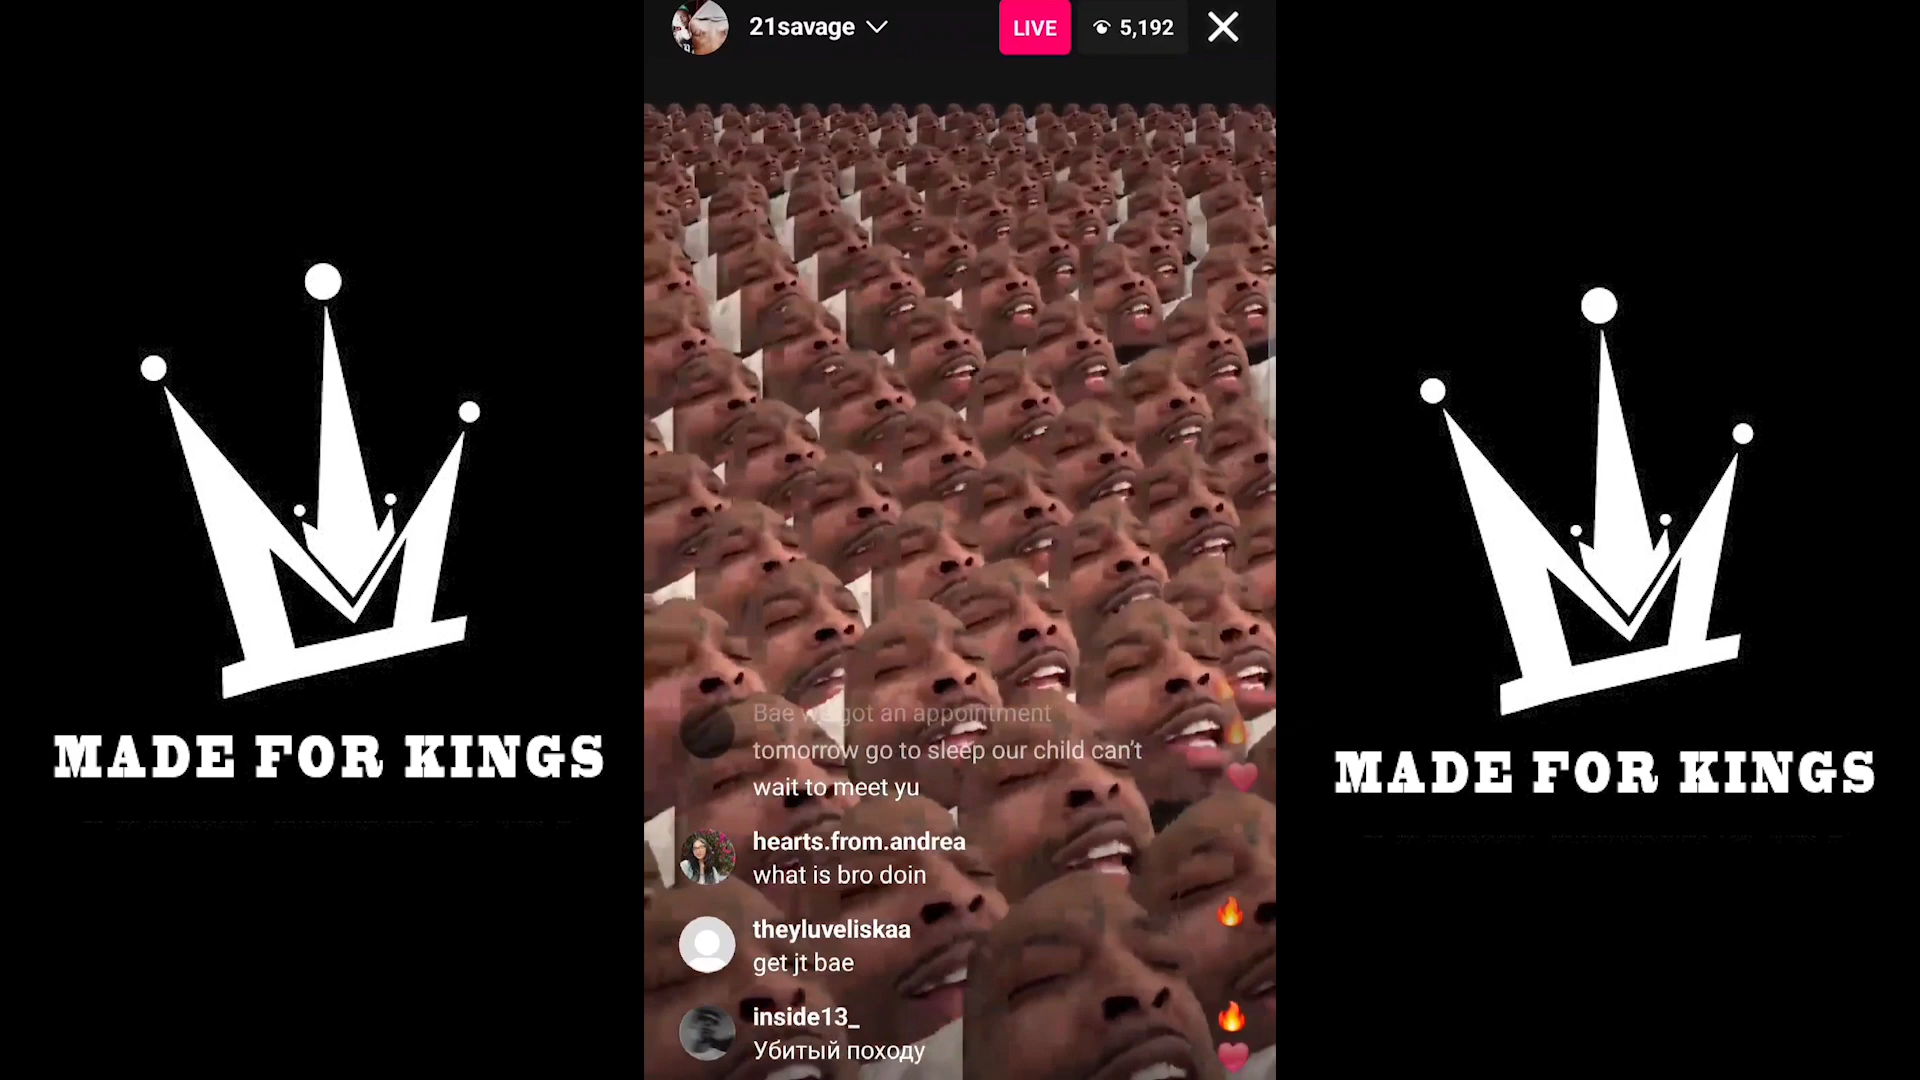 21savage
LIVE
5,192
Bae we got an appointment
tomorrow go to sleep our child can't
wait to meet yu
hearts.from.andrea
what is bro doin
theyluveliskaa
get jt bae
inside13_
Убитый походу
MADE FOR KINGS
MADE FOR KINGS